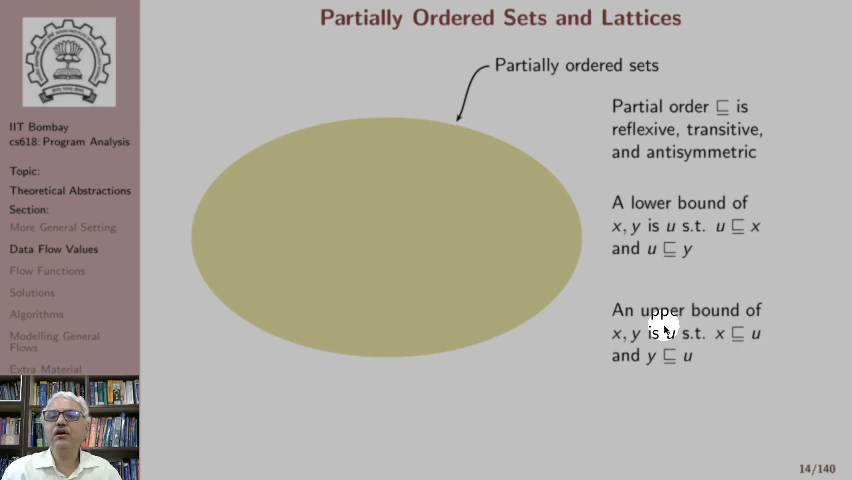 Partially Ordered Sets and Lattices
IIT Bombay
cs618: Program Analysis
Topic:
Theoretical Abstractions
Section:
More General Setting
Data Flow Values
Flow Functions
Solutions
Algorithms
Modelling General
Flows
Extra Material
Partially ordered sets
Partial order ⊑ is
reflexive, transitive,
and antisymmetric
A lower bound of
x, y is u s.t. u ⊑ x
and u ⊑ y
An upper bound of
x, y is u s.t. x ⊑ u
and y ⊑ u
14/140